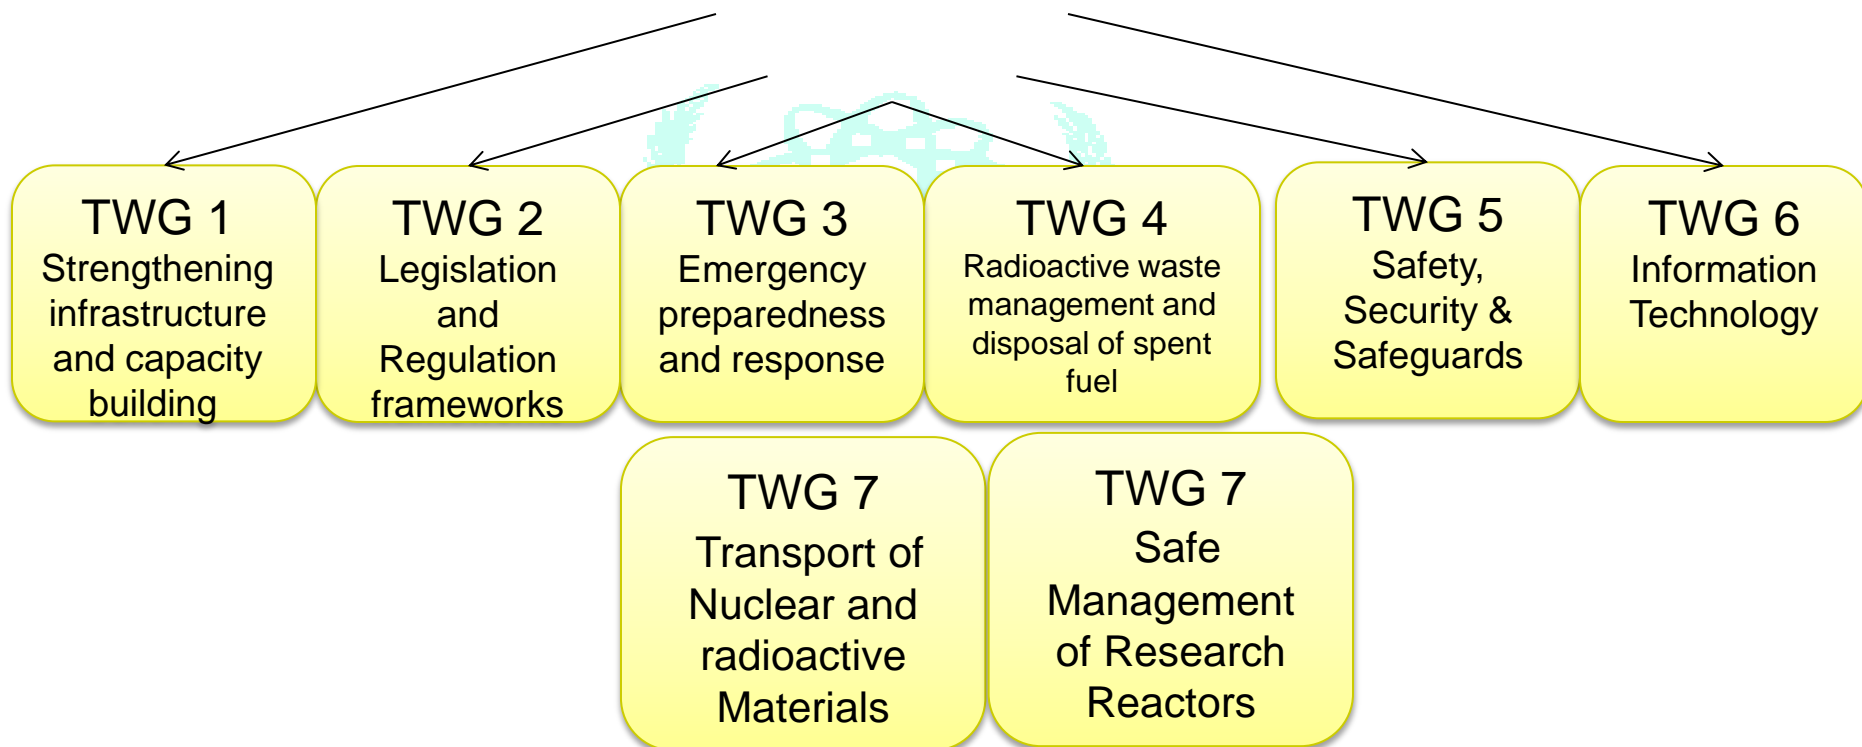 TWG 1
Strengthening
infrastructure
and capacity
building
TWG 2
Legislation
and
Regulation
frameworks
TWG 3
Emergency
preparedness
and response
TWG 4
Radioactive waste
management and
disposal of spent
fuel
TWG 5
Safety,
Security &
Safeguards
TWG 6
Information
Technology
TWG 7
Transport of
Nuclear and
radioactive
Materials
TWG 7
Safe
Management
of Research
Reactors